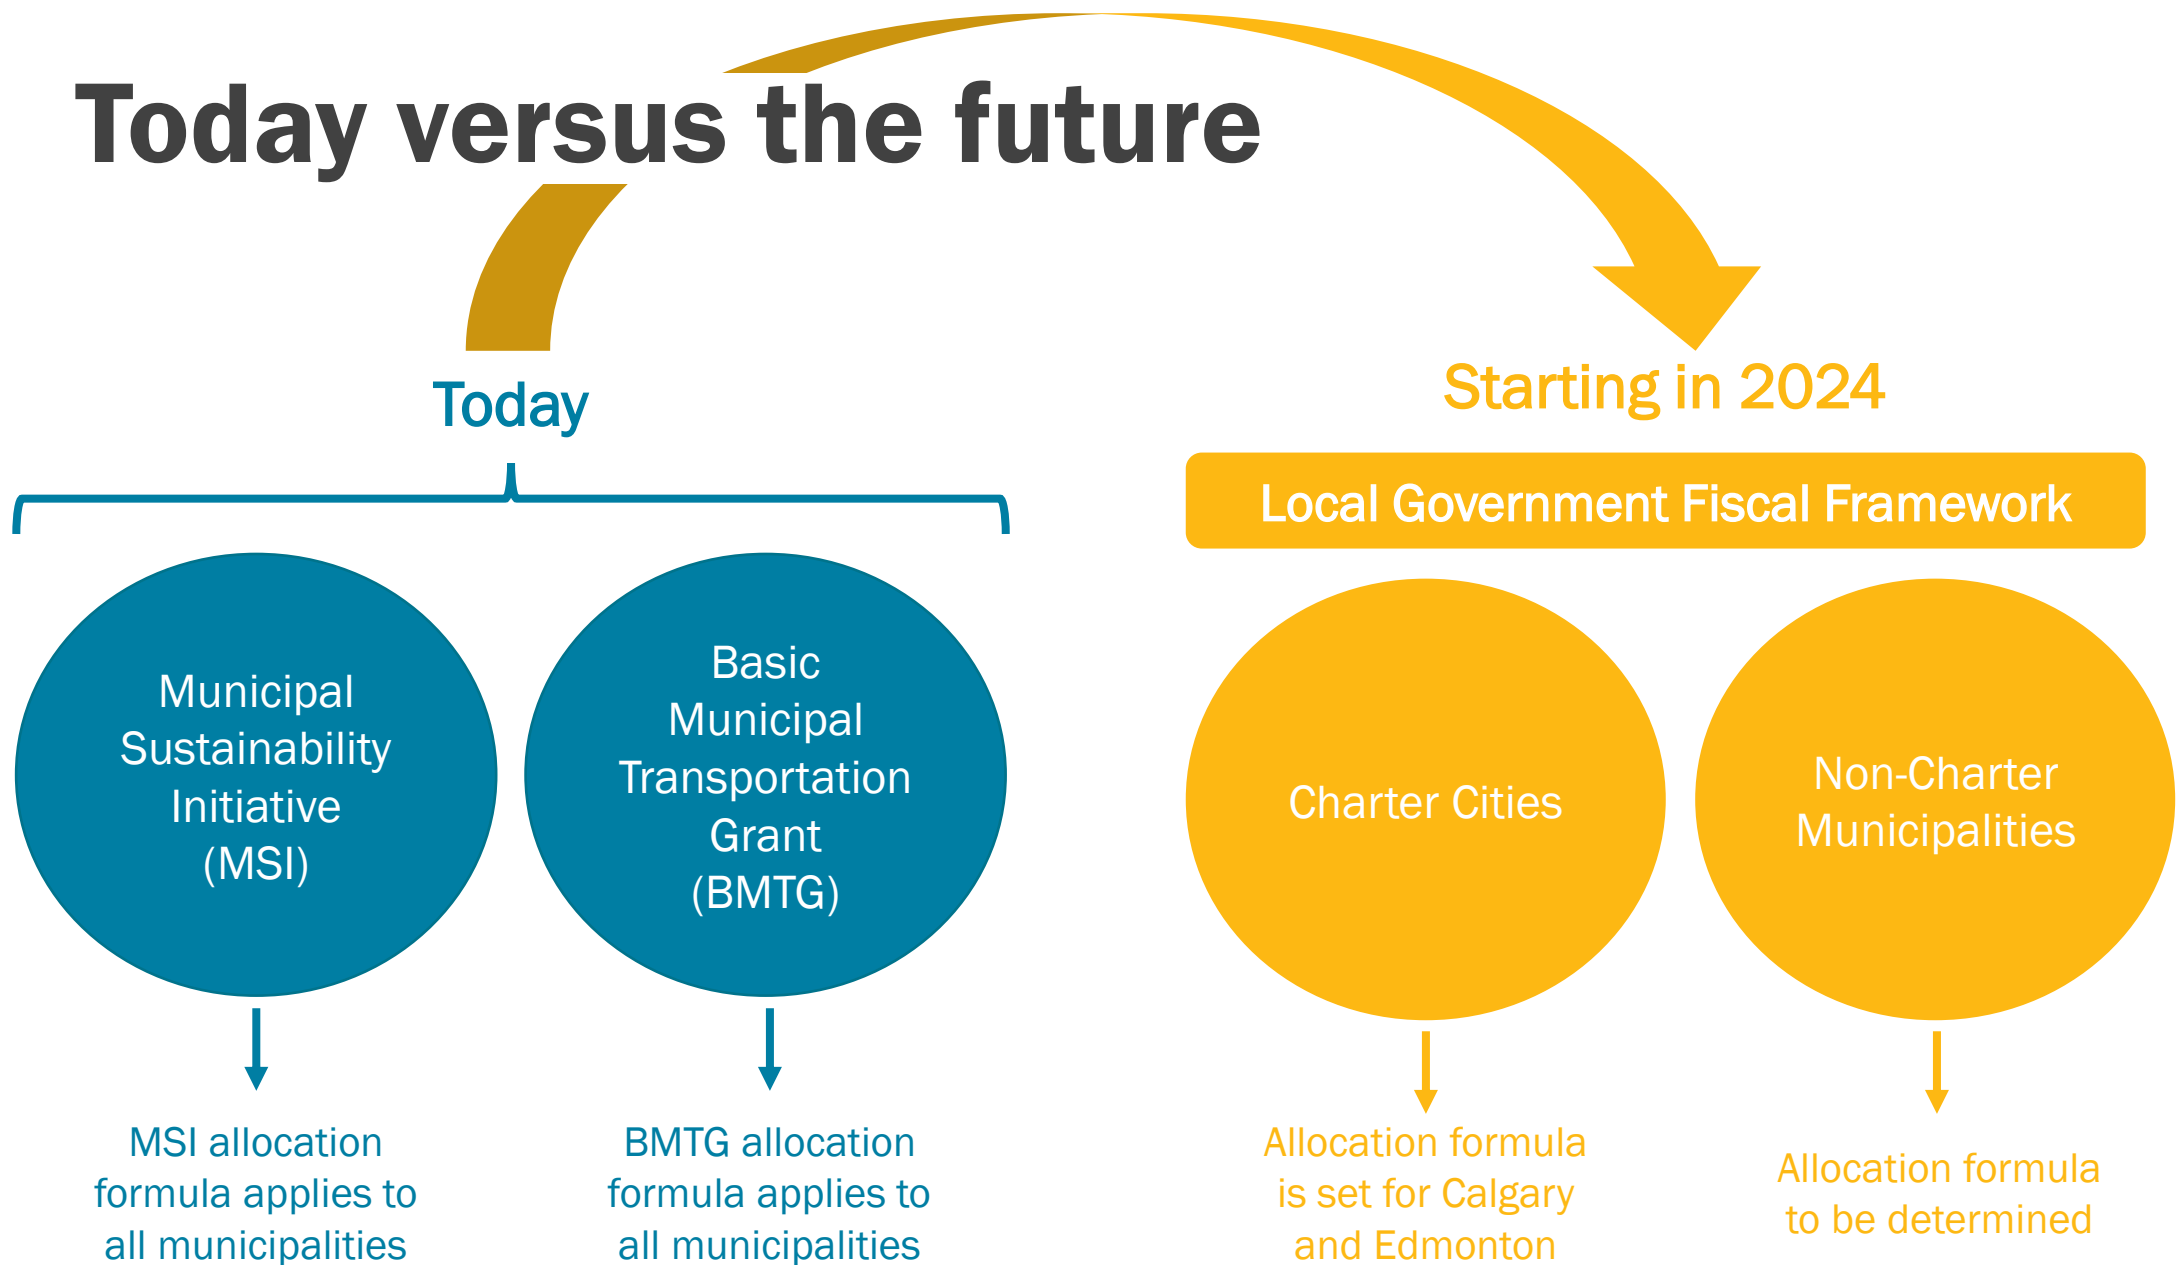 Today versus the future
Today
Municipal
Sustainability
Initiative
(MSI)
MSI allocation
formula applies to
all municipalities
Basic
Municipal
Transportation
Grant
(BMTG)
BMTG allocation
formula applies to
all municipalities
Starting in 2024
Local Government Fiscal Framework
Charter Cities
Allocation formula
is set for Calgary
and Edmonton
Non-Charter
Municipalities
Allocation formula
to be determined